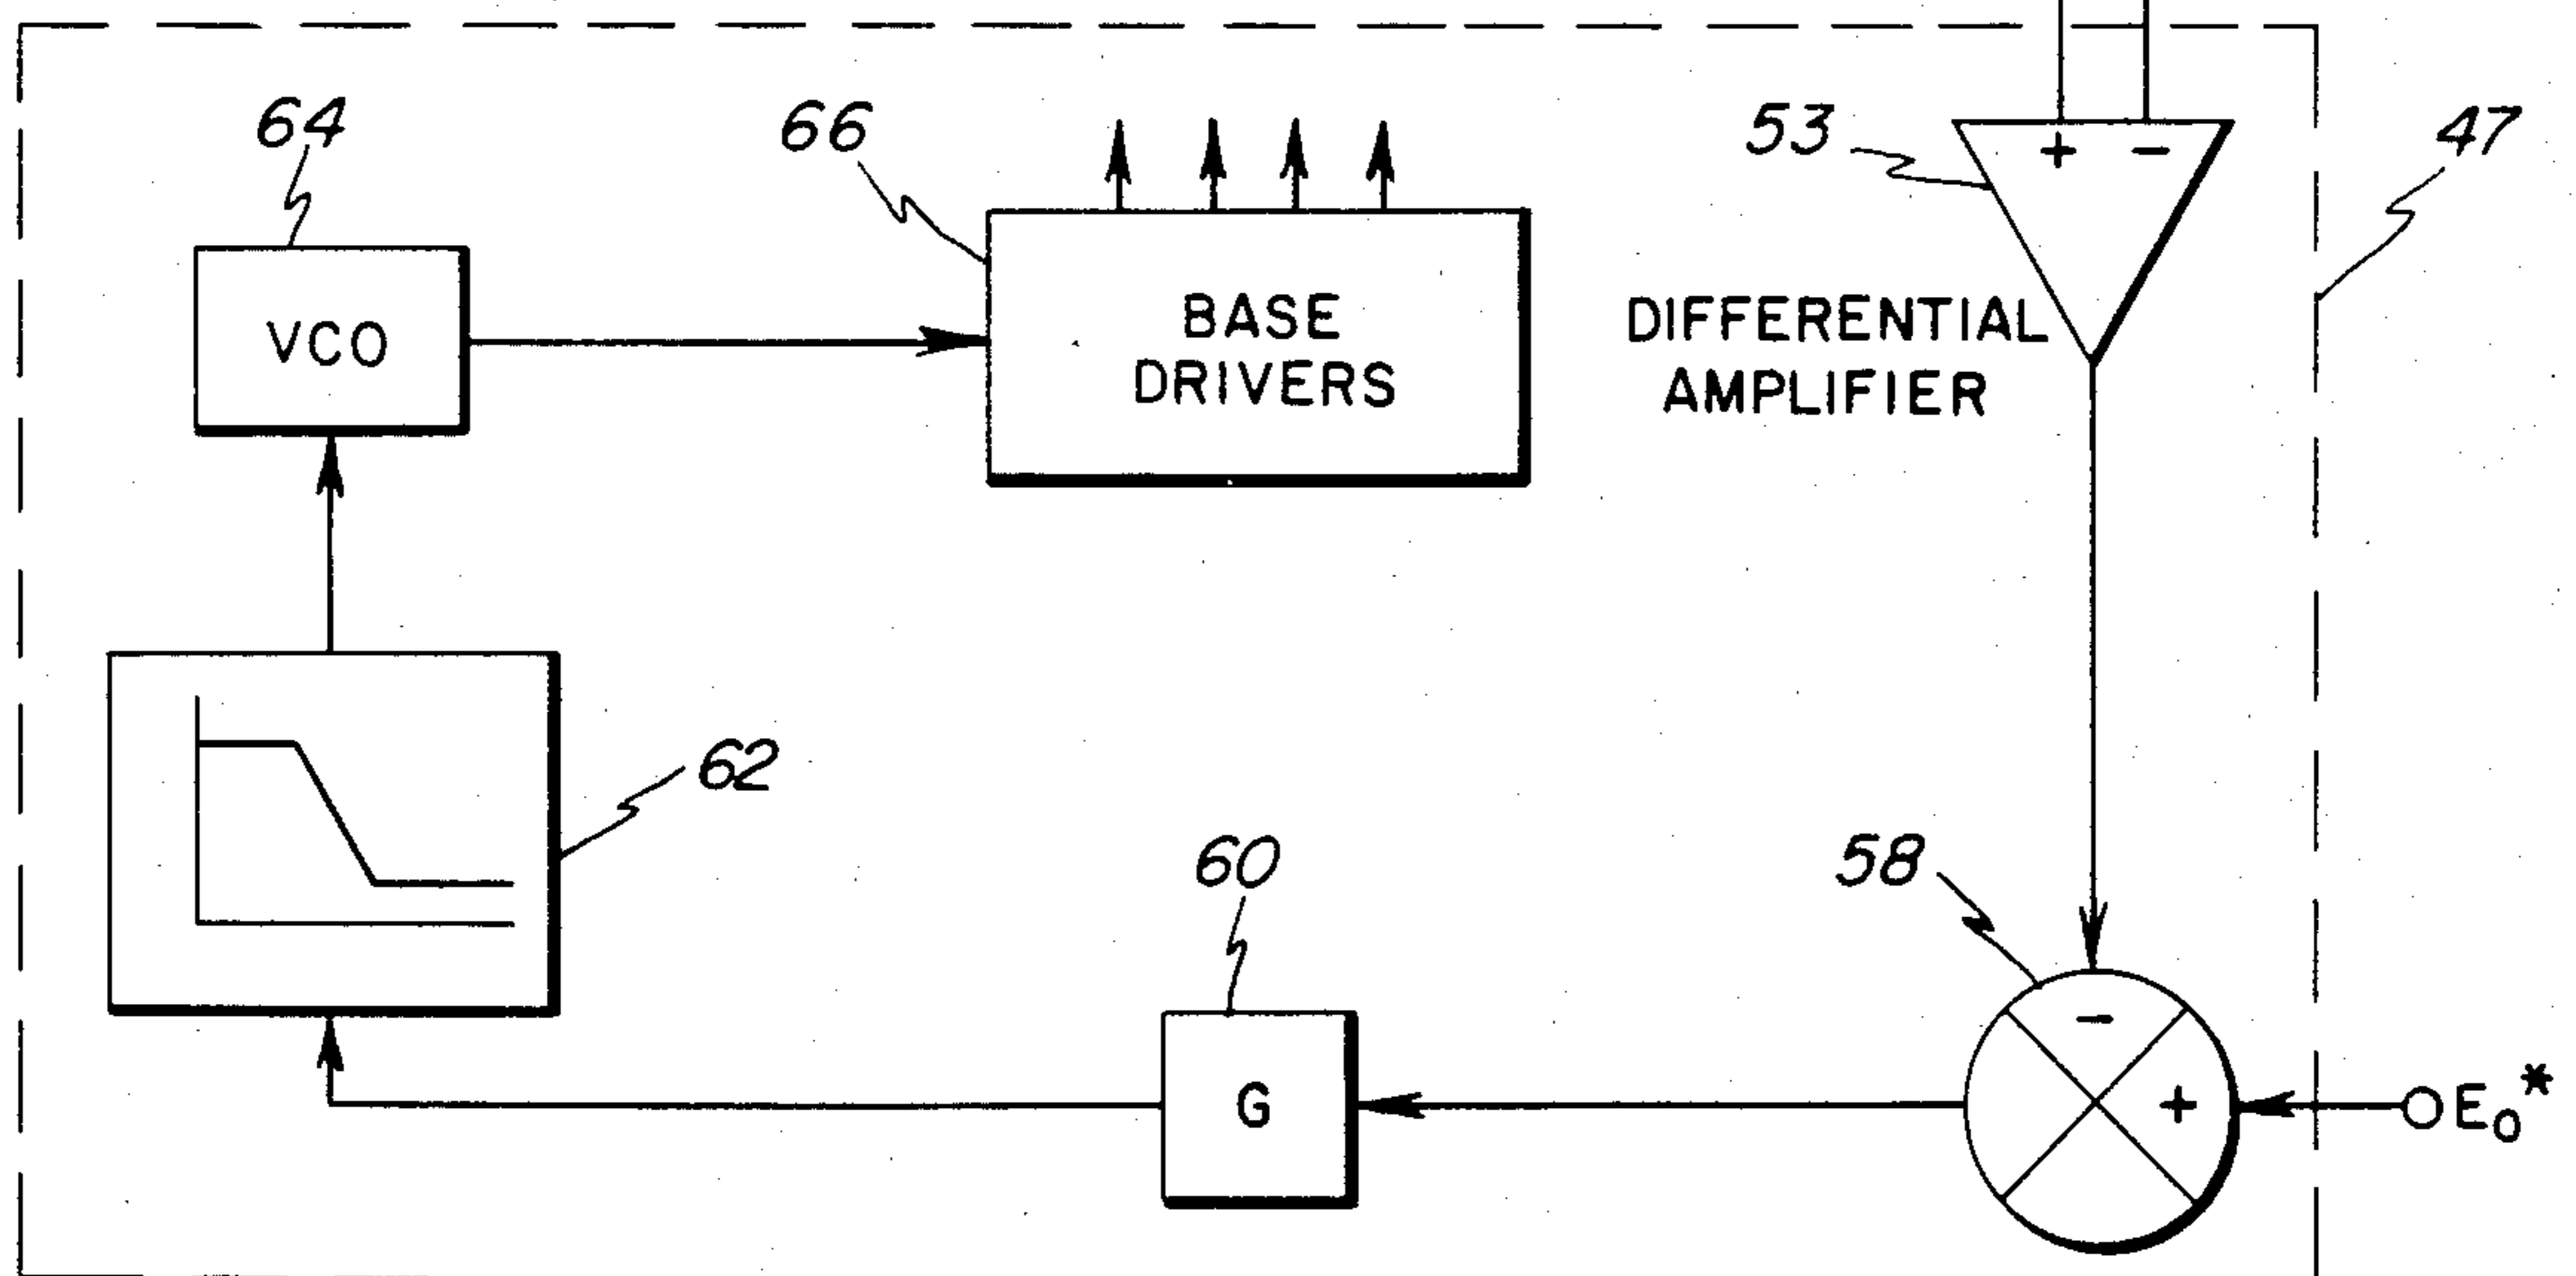 64
66
53
+ −
47
VCO
BASE
DRIVERS
DIFFERENTIAL
AMPLIFIER
62
60
58
−
G
+
E₀*